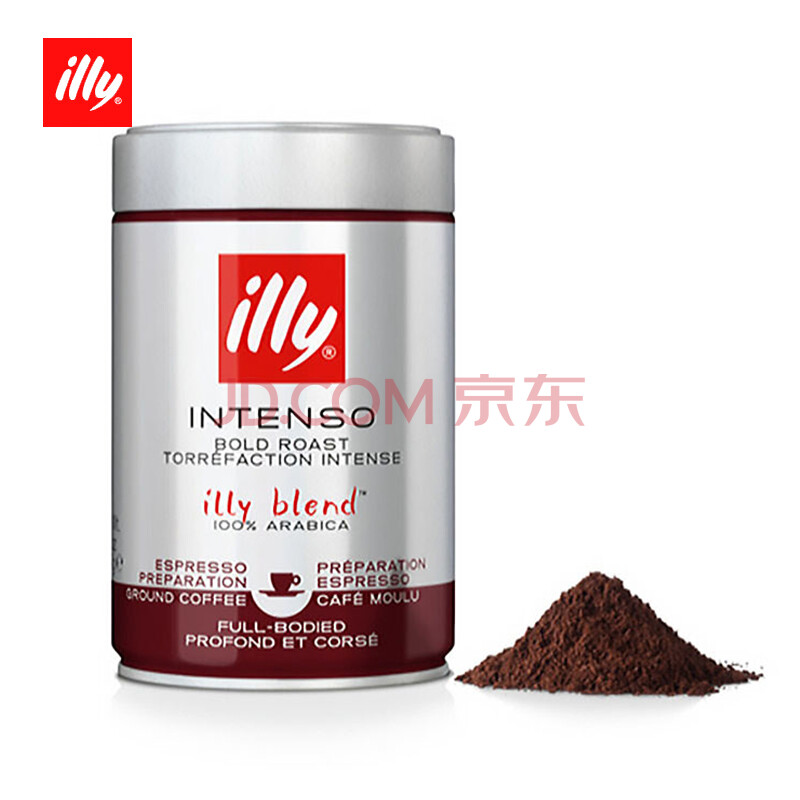 illy®
illy®
JD.COM 京东
INTENSO
BOLD ROAST
TORRÉFACTION INTENSE
illy blend™
100% ARABICA
ESPRESSO PREPARATION
GROUND COFFEE
PRÉPARATION ESPRESSO
CAFÉ MOULU
FULL-BODIED
PROFOND ET CORSÉ